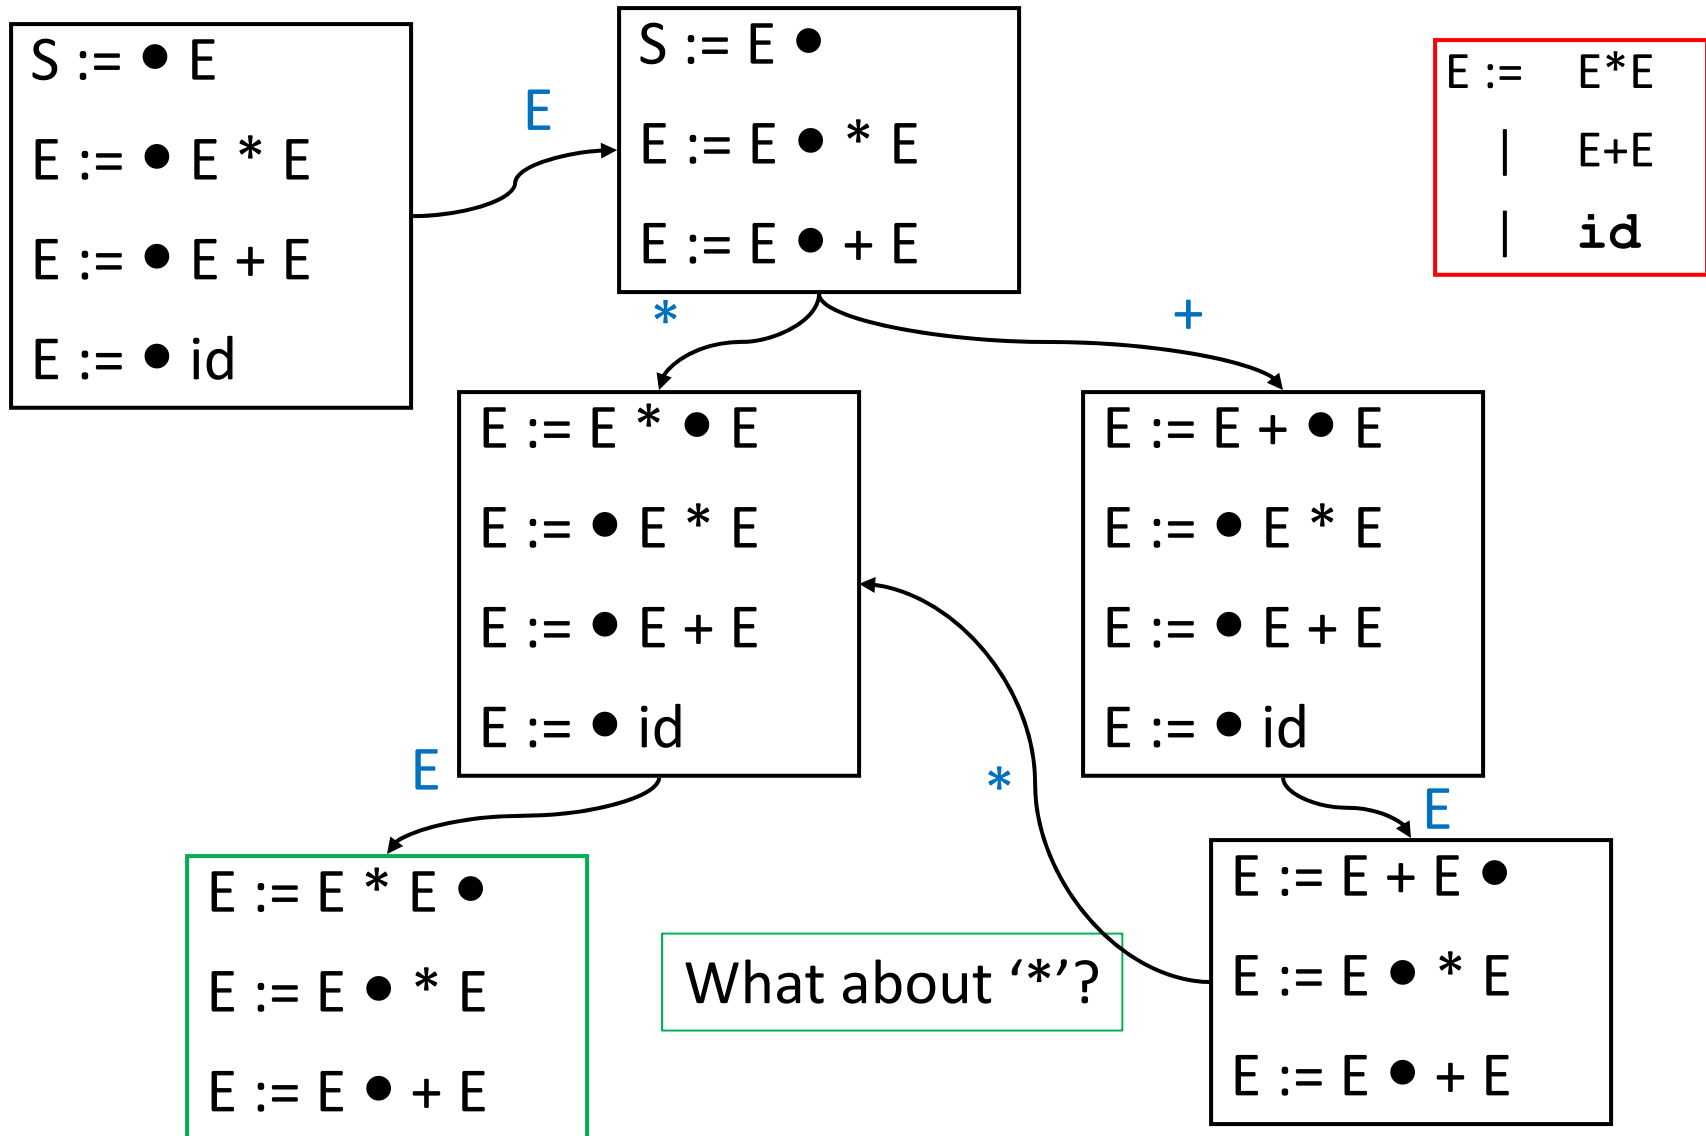 S := ● E
E := ● E * E
E := ● E + E
E := ● id
E
S := E ●
E := E ● * E
E := E ● + E
E := E*E
| E+E
| id
*
+
E := E * ● E
E := ● E * E
E := ● E + E
E := ● id
E := E + ● E
E := ● E * E
E := ● E + E
E := ● id
E
*
E
E := E * E ●
E := E ● * E
E := E ● + E
What about ‘*’?
E := E + E ●
E := E ● * E
E := E ● + E